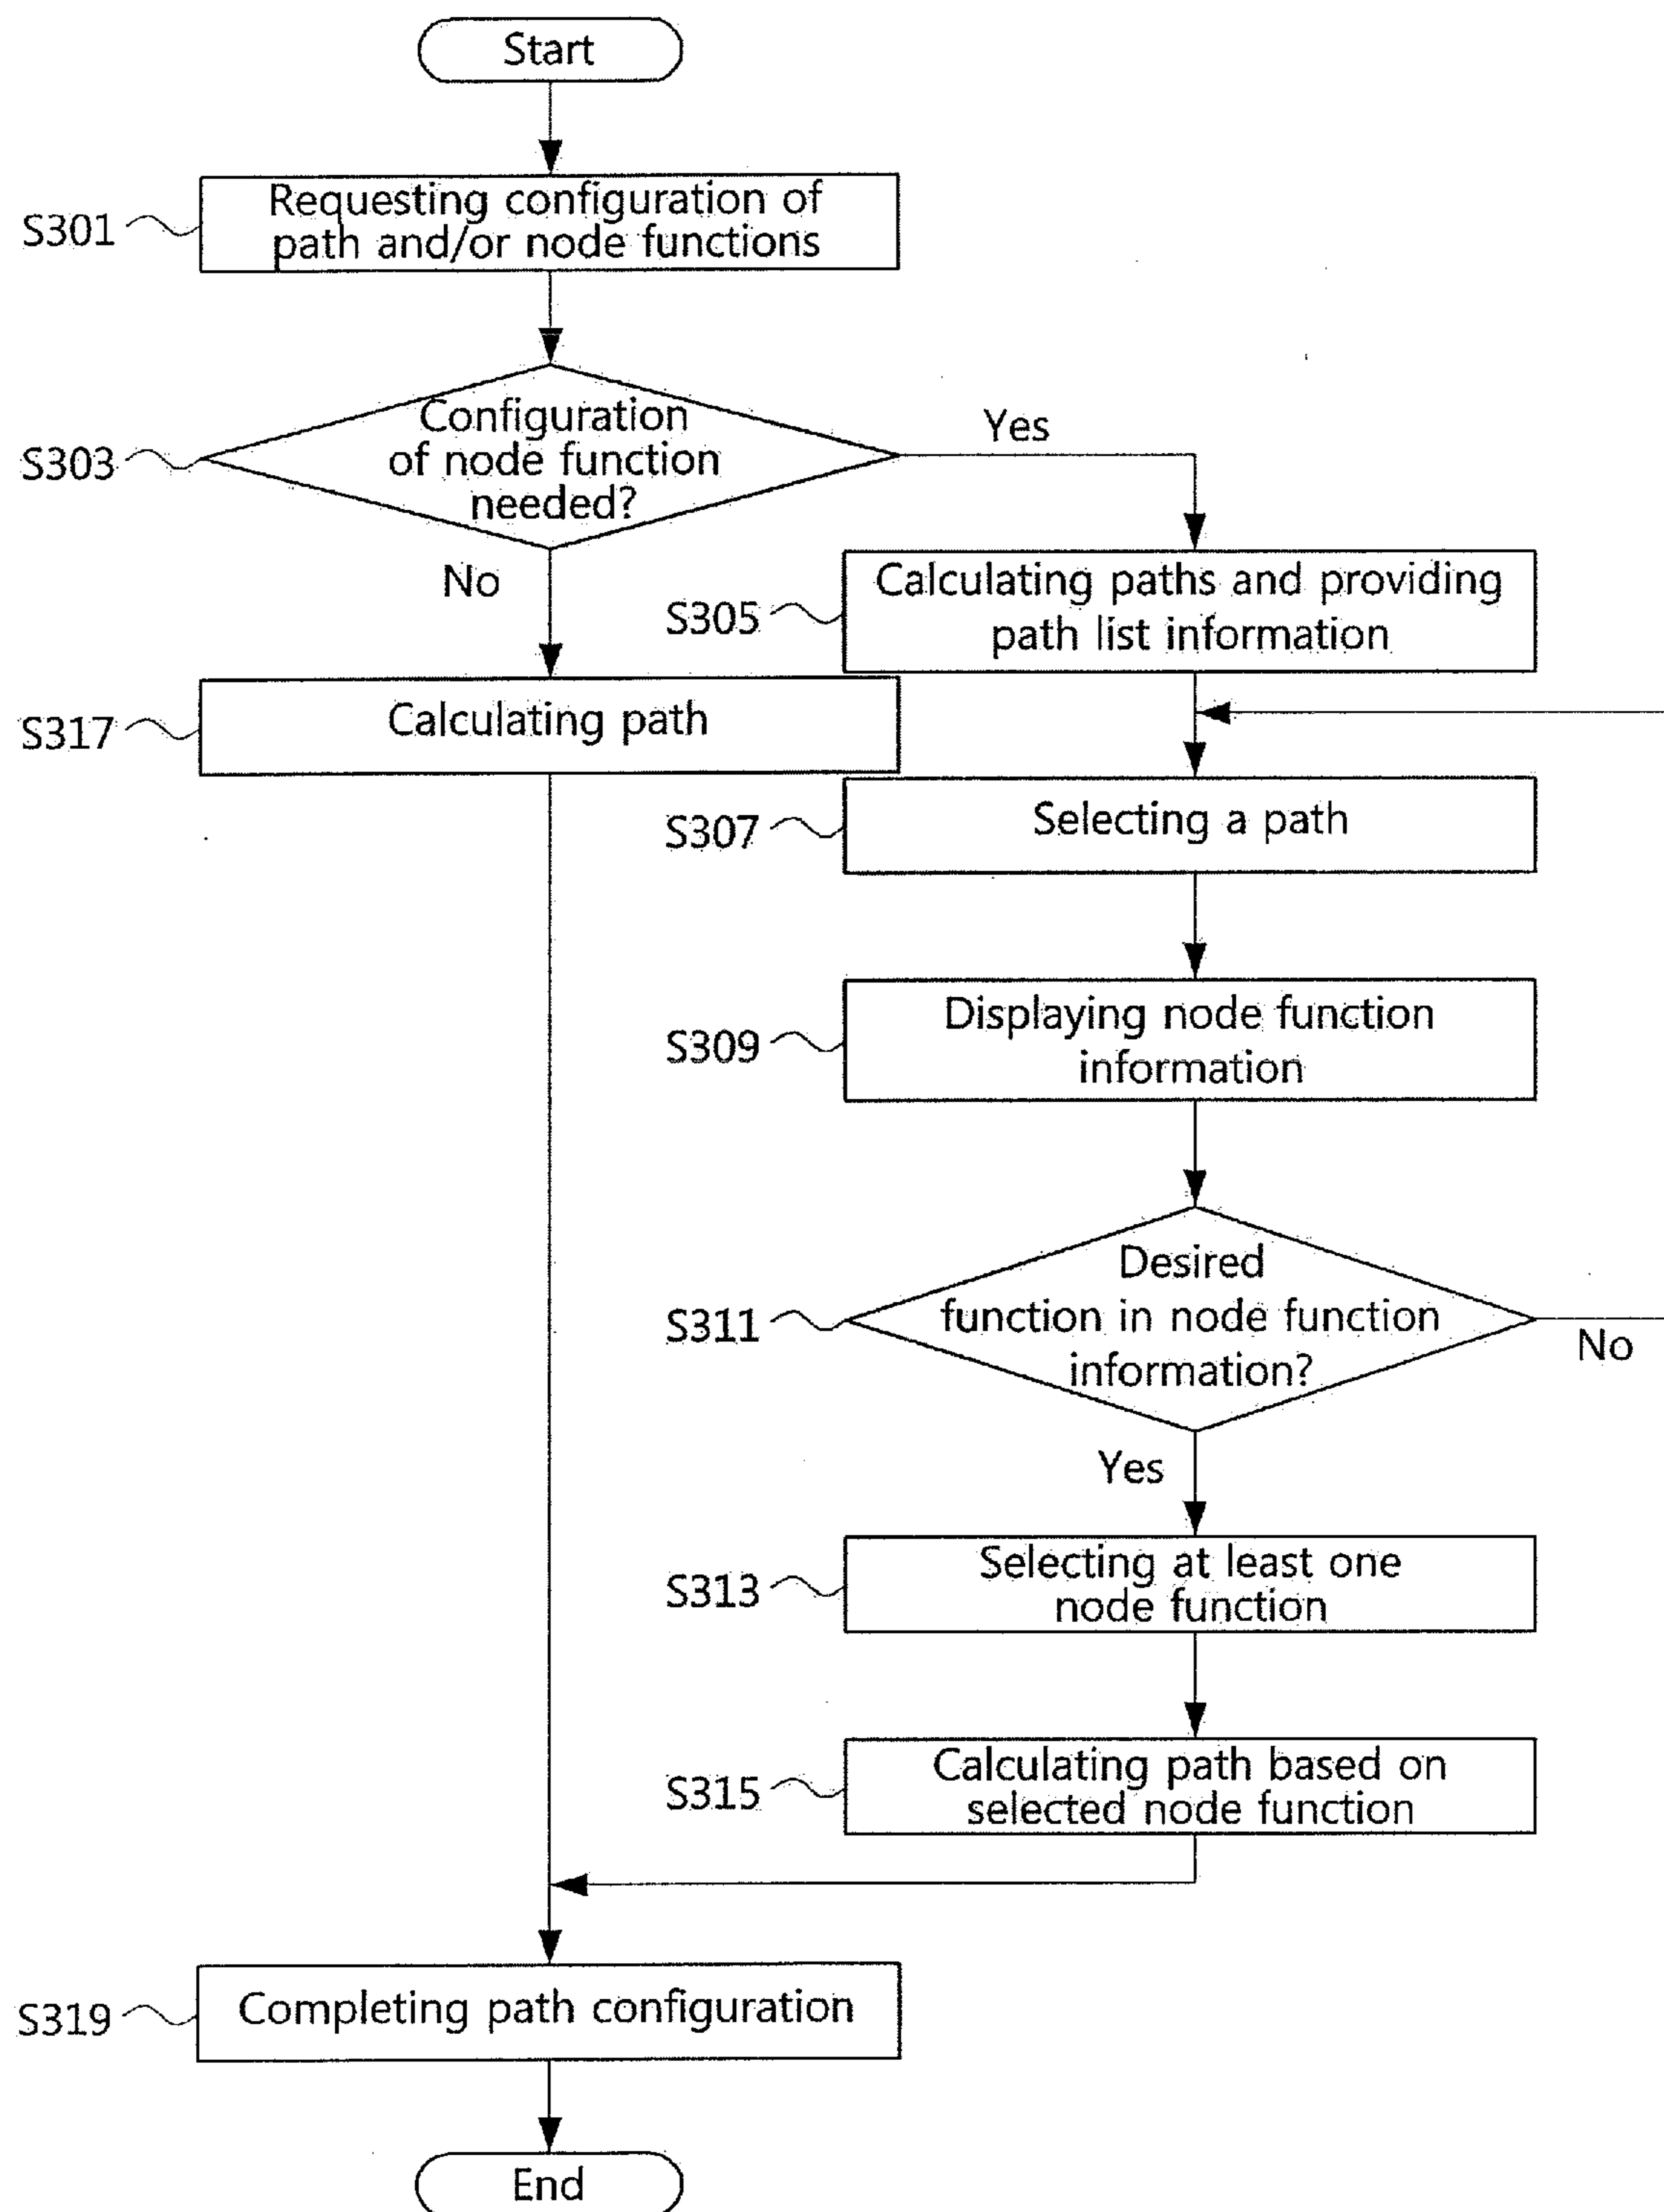 Start
S301
Requesting configuration of
path and/or node functions
S303
Configuration
of node function
needed?
Yes
No
S305
Calculating paths and providing
path list information
S317
Calculating path
S307
Selecting a path
S309
Displaying node function
information
S311
Desired
function in node function
information?
No
Yes
S313
Selecting at least one
node function
S315
Calculating path based on
selected node function
S319
Completing path configuration
End